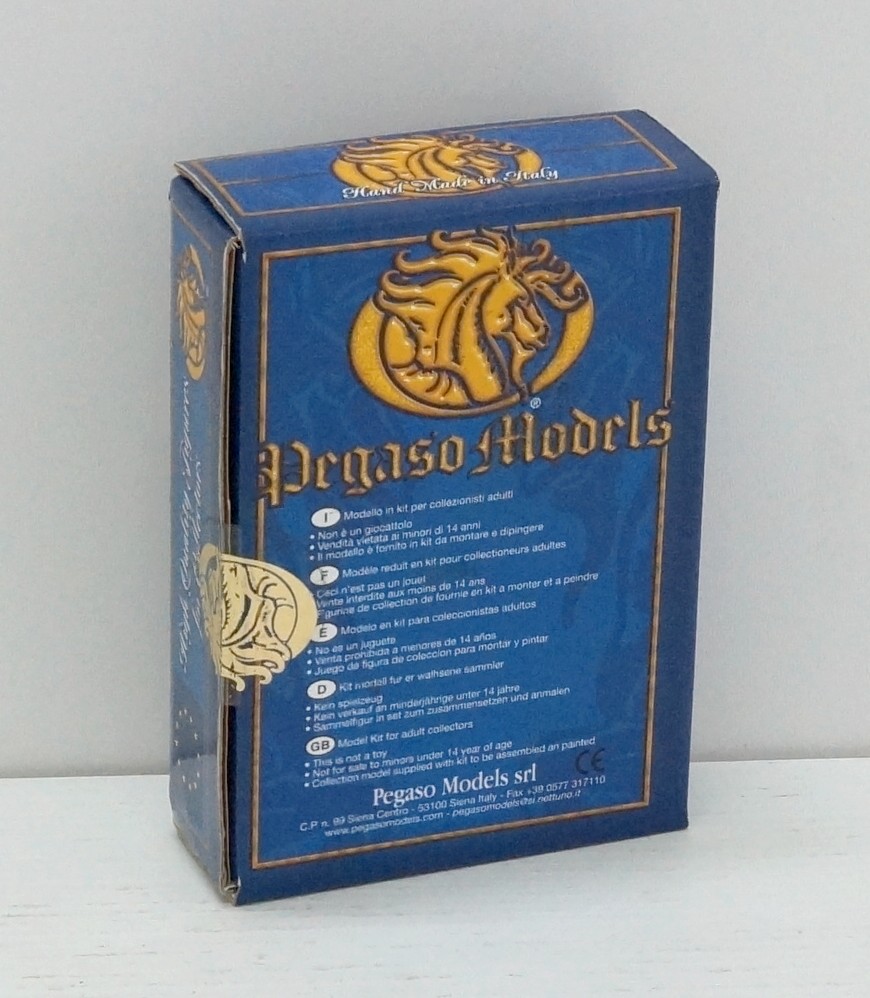 Hand Made in Italy
®
Pegaso Models
I Modello in kit per collezionisti adulti
• Non è un giocattolo
• Vendità vietata ai minori di 14 anni
• Il modello è fornito in kit da montare e dipingere
F Modèle reduit en kit pour collectioneurs adultes
Ceci n'est pas un jouet
Vente interdite aux moins de 14 ans
Figurine de collection de fournie en kit a monter et a peindre
E Modelo en kit para coleccionistas adultos
• No es un juguete
• Venta prohibida a menores de 14 años
• Juego de figura de coleccion para montar y pintar
D Kit modell fur er wathsene sammler
• Kein spielzeug
• Kein verkauf an minderjährige unter 14 jahre
• Sammelfigur in set zum zusammensetzen und anmalen
GB Model Kit for adult collectors
• This is not a toy
• Not for sale to minors under 14 year of age
• Collection model supplied with kit to be assembled an painted
CE
Pegaso Models srl
C.P. n. 99 Siena Centro - 53100 Siena Italy - Fax +39 0577 317110
www.pegasomodels.com - pegasomodels@si.nettuno.it
High Quality